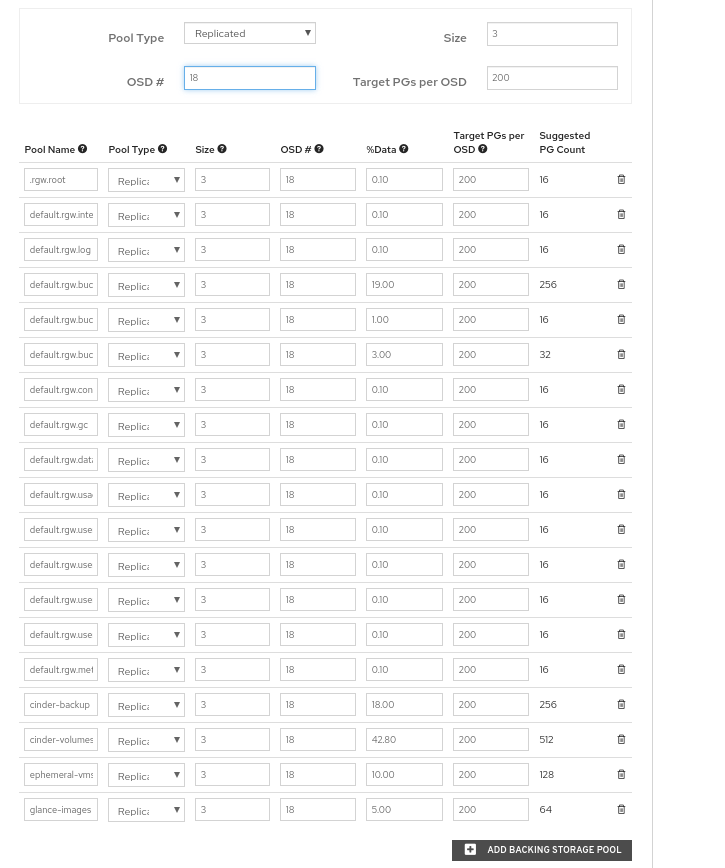 Pool Type Replicated Size 3
OSD # 18 Target PGs per OSD 200
Pool Name Pool Type Size OSD # %Data Target PGs per OSD Suggested PG Count
.rgw.root Replica 3 18 0.10 200 16
default.rgw.inte Replica 3 18 0.10 200 16
default.rgw.log Replica 3 18 0.10 200 16
default.rgw.buc Replica 3 18 19.00 200 256
default.rgw.buc Replica 3 18 1.00 200 16
default.rgw.buc Replica 3 18 3.00 200 32
default.rgw.con Replica 3 18 0.10 200 16
default.rgw.gc Replica 3 18 0.10 200 16
default.rgw.data Replica 3 18 0.10 200 16
default.rgw.usa Replica 3 18 0.10 200 16
default.rgw.use Replica 3 18 0.10 200 16
default.rgw.use Replica 3 18 0.10 200 16
default.rgw.use Replica 3 18 0.10 200 16
default.rgw.use Replica 3 18 0.10 200 16
default.rgw.met Replica 3 18 0.10 200 16
cinder-backup Replica 3 18 18.00 200 256
cinder-volumes Replica 3 18 42.80 200 512
ephemeral-vms Replica 3 18 10.00 200 128
glance-images Replica 3 18 5.00 200 64
ADD BACKING STORAGE POOL